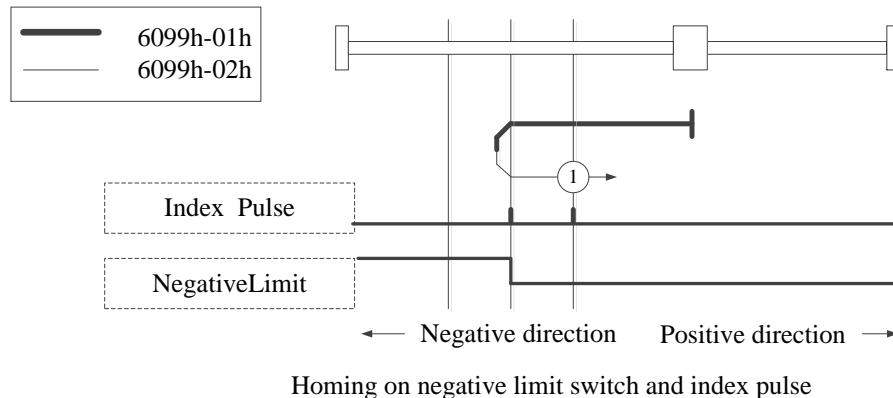 6099h-01h
6099h-02h
1
Index Pulse
NegativeLimit
Negative direction
Positive direction
Homing on negative limit switch and index pulse